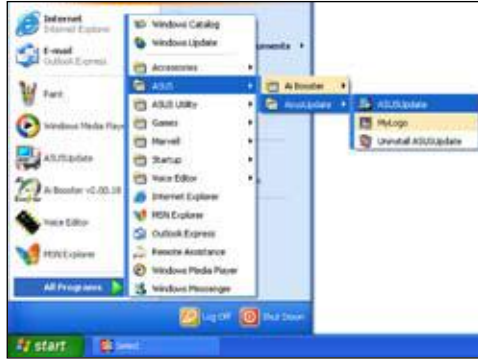 Internet
Internet Explorer
E-mail
Outlook Express
Paint
Windows Media Player
ASUSUpdate
Ai Booster v2.00.18
Voice Editor
MSN Explorer
All Programs
Windows Catalog
Windows Update
Accessories
ASUS
ASUS Utility
Games
Marvell
Startup
Voice Editor
Internet Explorer
MSN Explorer
Outlook Express
Remote Assistance
Windows Media Player
Windows Messenger
uments
Ai Booster
AsusUpdate
ASUSUpdate
MyLogo
Uninstall ASUSUpdate
Log Off
Shut Down
start